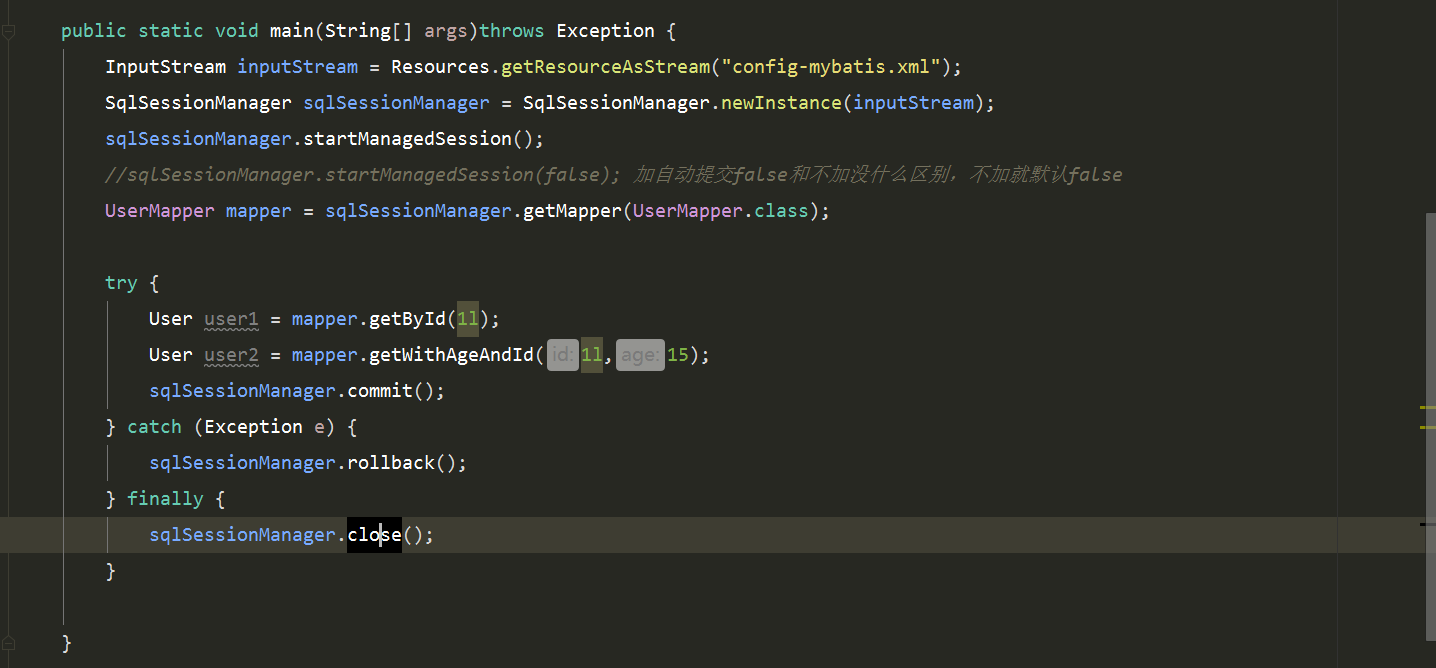 public static void main(String[] args)throws Exception {
InputStream inputStream = Resources.getResourceAsStream("config-mybatis.xml");
SqlSessionManager sqlSessionManager = SqlSessionManager.newInstance(inputStream);
sqlSessionManager.startManagedSession();
//sqlSessionManager.startManagedSession(false); 加自动提交false和不加没什么区别，不加就默认false
UserMapper mapper = sqlSessionManager.getMapper(UserMapper.class);
try {
User user1 = mapper.getById(1l);
User user2 = mapper.getWithAgeAndId( id: 1l, age: 15);
sqlSessionManager.commit();
} catch (Exception e) {
sqlSessionManager.rollback();
} finally {
sqlSessionManager.close();
}
}